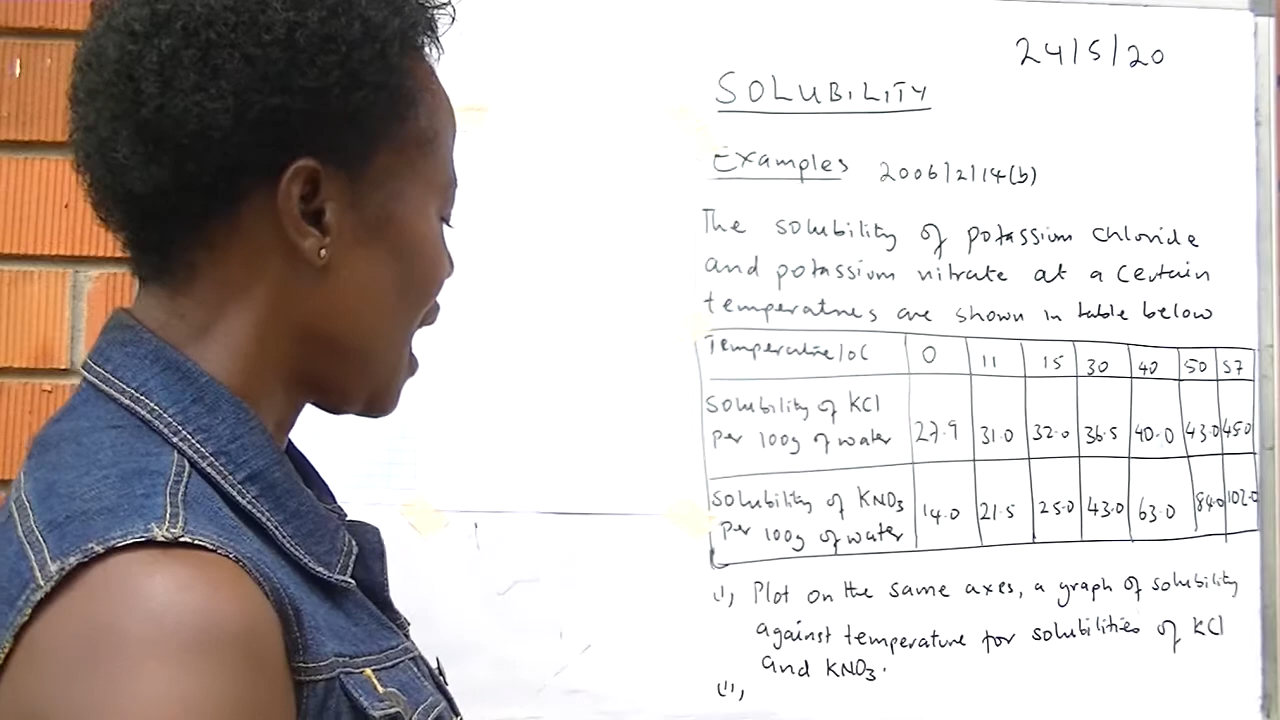 24/5/20
SOLUBILITY
Examples 2006/2/14(b)
The solubility of potassium chloride
and potassium nitrate at a certain
temperatures are shown in table below
Temperature/oC 0 11 15 30 40 50 57
Solubility of KCl
per 100g of water 27.9 31.0 32.0 36.5 40.0 43.0 45.0
Solubility of KNO3
per 100g of water 14.0 21.5 25.0 43.0 63.0 84.0 102.0
(i), Plot on the same axes, a graph of solubility
against temperature for solubilities of KCl
and KNO3.
(ii),